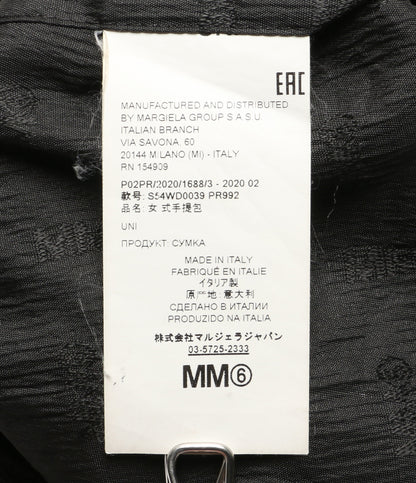 EAC
MANUFACTURED AND DISTRIBUTED
BY MARGIELA GROUP S.A.S.U.
ITALIAN BRANCH
VIA SAVONA, 60
20144 MILANO (MI) - ITALY
RN 154909
P02PR/2020/1688/3 - 2020 02
款号: S54WD0039 PR992
品名: 女式手提包
UNI
ПРОДУКТ: СУМКА
MADE IN ITALY
FABRIQUÉ EN ITALIE
イタリア製
原产地: 意大利
СДЕЛАНО В ИТАЛИИ
PRODUZIDO NA ITALIA
株式会社マルジェラジャパン
03-5725-2333
MM⑥